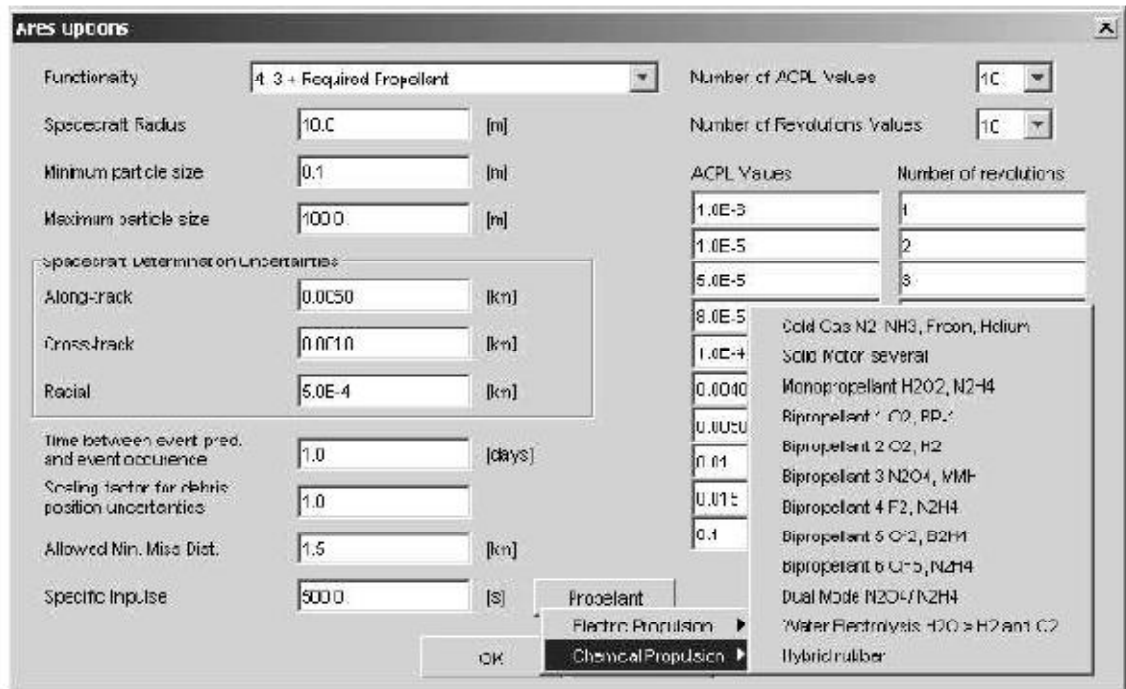 Ares Options
Functionality
4: 3 + Required Propellant
Spacecraft Radius
10.0
[m]
Minimum particle size
0.1
[m]
Maximum particle size
100.0
[m]
Spacecraft Determination Uncertainties
Along-track
0.0050
[km]
Cross-track
0.0010
[km]
Radial
5.0E-4
[km]
Time between event pred.
and event occurence
1.0
[days]
Scaling factor for debris
position uncertainties
1.0
Allowed Min. Miss Dist.
1.5
[km]
Specific Impulse
500.0
[s]
Propellant
OK
Electric Propulsion
Chemical Propulsion
Number of ACPL Values
10
Number of Revolutions Values
10
ACPL Values
Number of revolutions
1
1.0E-5
2
5.0E-5
3
8.0E-5
1.0E-4
0.0040
0.0050
0.01
0.015
0.1
Cold Gas N2, NH3, Freon, Helium
Solid Motor several
Monopropellant H2O2, N2H4
Bipropellant 1 O2, RP-1
Bipropellant 2 O2, H2
Bipropellant 3 N2O4, MMH
Bipropellant 4 F2, N2H4
Bipropellant 5 B2H4
Bipropellant 6 N2H4
Dual Mode N2O4/ N2H4
Water Electrolysis H2O > H2 and O2
Hybrid rubber